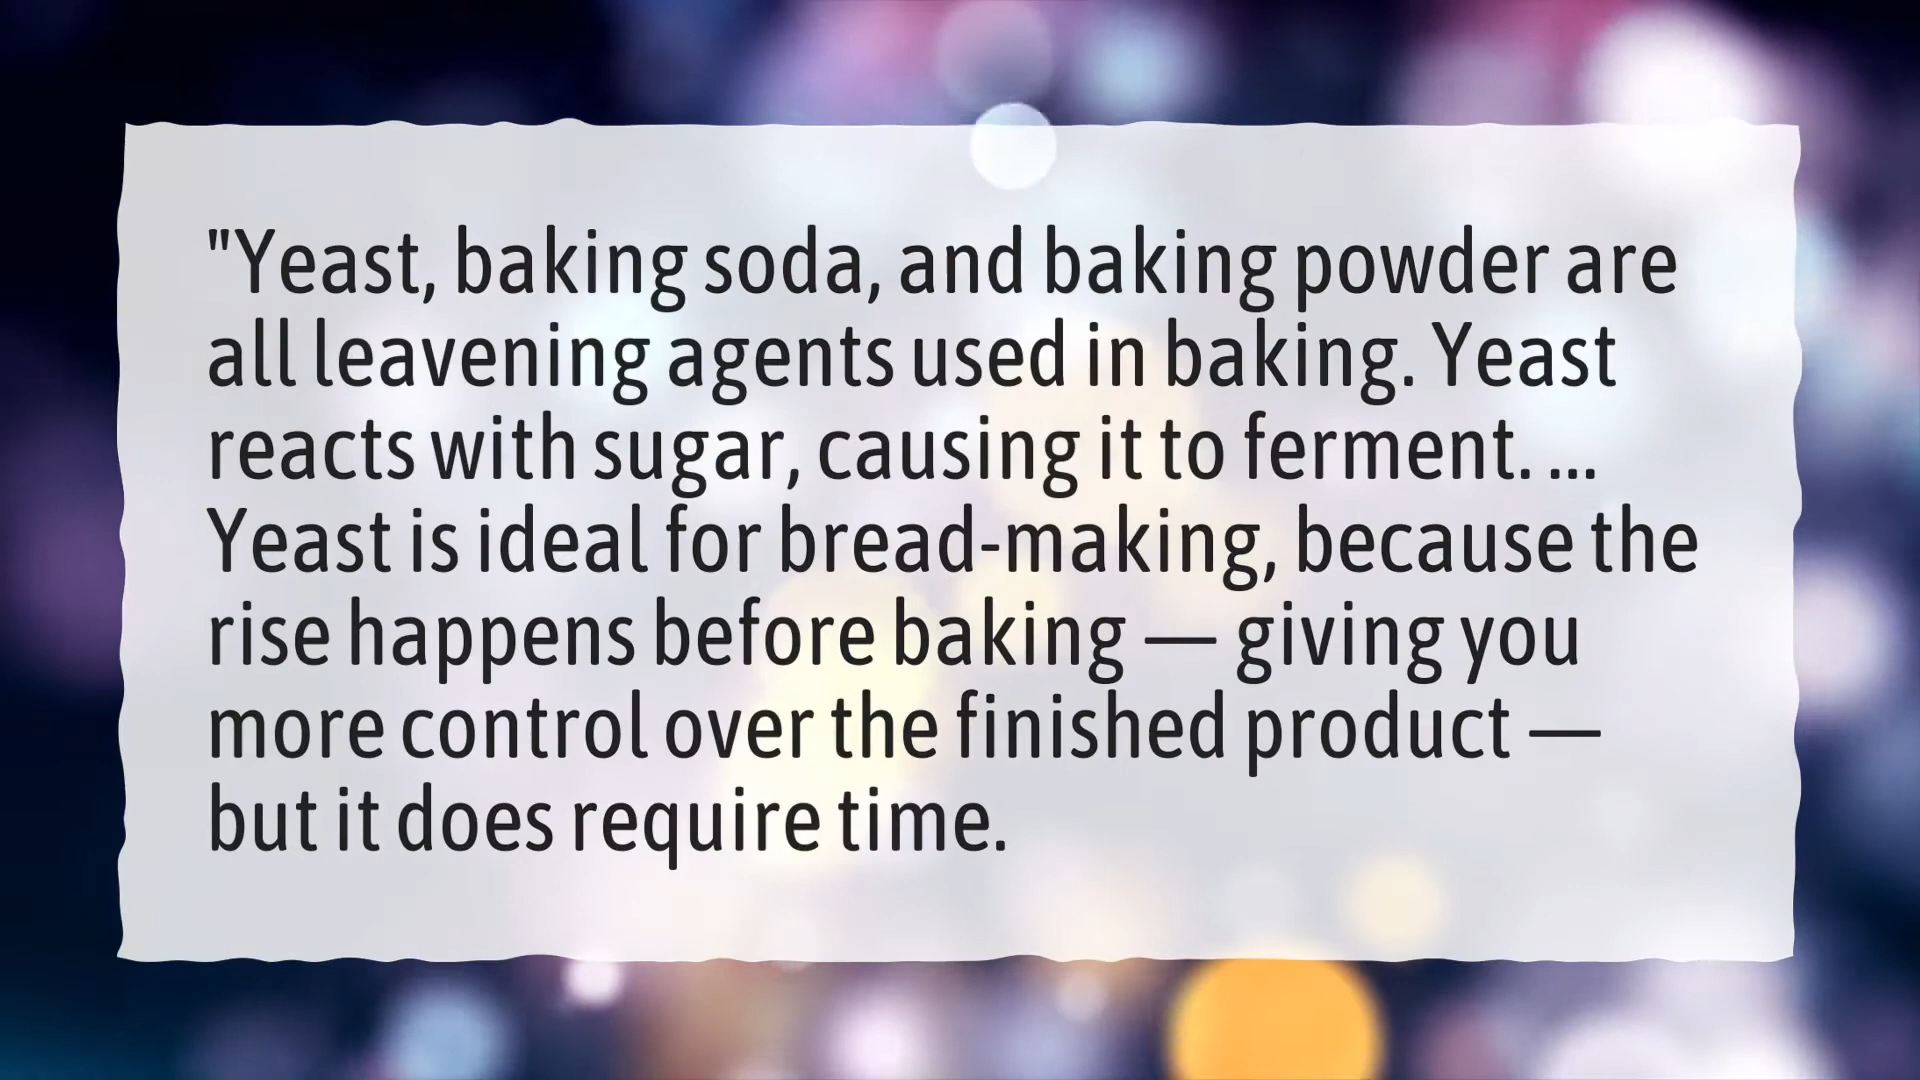 "Yeast, baking soda, and baking powder are
all leavening agents used in baking. Yeast
reacts with sugar, causing it to ferment. ...
Yeast is ideal for bread-making, because the
rise happens before baking — giving you
more control over the finished product —
but it does require time.